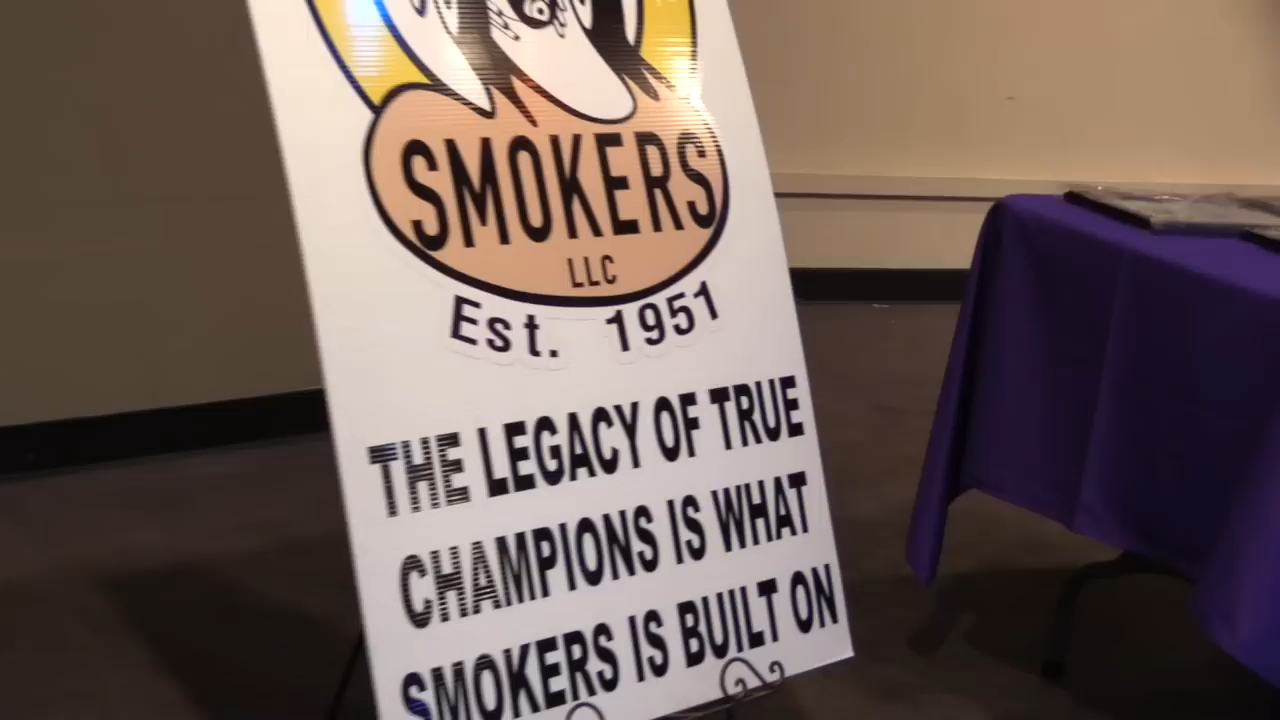 SMOKERS
LLC
Est. 1951
THE LEGACY OF TRUE
CHAMPIONS IS WHAT
SMOKERS IS BUILT ON